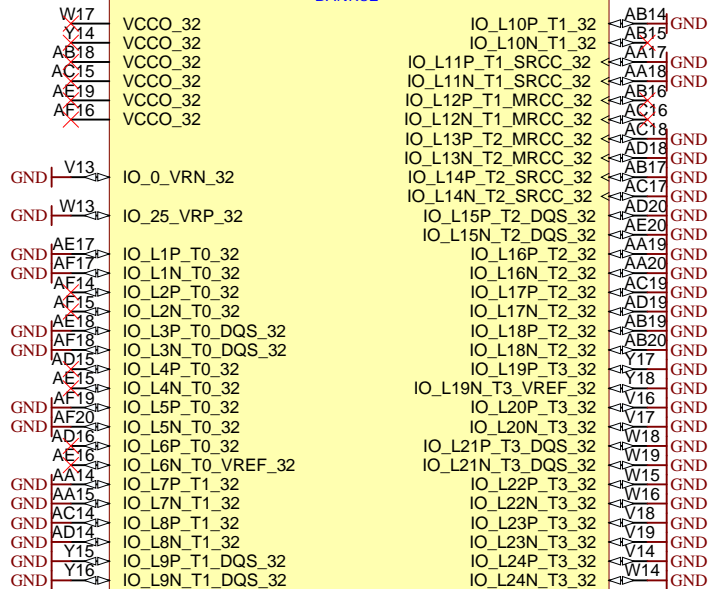 W17 VCCO_32 IO_L10P_T1_32 AB14 GND
Y14 VCCO_32 IO_L10N_T1_32 AB15
AB18 VCCO_32 IO_L11P_T1_SRCC_32 AA17 GND
AC15 VCCO_32 IO_L11N_T1_SRCC_32 AA18 GND
AE19 VCCO_32 IO_L12P_T1_MRCC_32 AB16
AF16 VCCO_32 IO_L12N_T1_MRCC_32 AC16
IO_L13P_T2_MRCC_32 AC18 GND
IO_L13N_T2_MRCC_32 AD18 GND
GND V13 IO_0_VRN_32 IO_L14P_T2_SRCC_32 AB17 GND
IO_L14N_T2_SRCC_32 AC17 GND
GND W13 IO_25_VRP_32 IO_L15P_T2_DQS_32 AD20 GND
IO_L15N_T2_DQS_32 AE20 GND
GND AE17 IO_L1P_T0_32 IO_L16P_T2_32 AA19 GND
GND AF17 IO_L1N_T0_32 IO_L16N_T2_32 AA20 GND
AF14 IO_L2P_T0_32 IO_L17P_T2_32 AC19 GND
AF15 IO_L2N_T0_32 IO_L17N_T2_32 AD19 GND
GND AE18 IO_L3P_T0_DQS_32 IO_L18P_T2_32 AB19 GND
GND AF18 IO_L3N_T0_DQS_32 IO_L18N_T2_32 AB20 GND
AD15 IO_L4P_T0_32 IO_L19P_T3_32 Y17 GND
AE15 IO_L4N_T0_32 IO_L19N_T3_VREF_32 Y18 GND
GND AF19 IO_L5P_T0_32 IO_L20P_T3_32 V16 GND
GND AF20 IO_L5N_T0_32 IO_L20N_T3_32 V17 GND
AD16 IO_L6P_T0_32 IO_L21P_T3_DQS_32 W18 GND
AE16 IO_L6N_T0_VREF_32 IO_L21N_T3_DQS_32 W19 GND
GND AA14 IO_L7P_T1_32 IO_L22P_T3_32 W15 GND
GND AA15 IO_L7N_T1_32 IO_L22N_T3_32 W16 GND
GND AC14 IO_L8P_T1_32 IO_L23P_T3_32 V18 GND
GND AD14 IO_L8N_T1_32 IO_L23N_T3_32 V19 GND
GND Y15 IO_L9P_T1_DQS_32 IO_L24P_T3_32 V14 GND
GND Y16 IO_L9N_T1_DQS_32 IO_L24N_T3_32 W14 GND